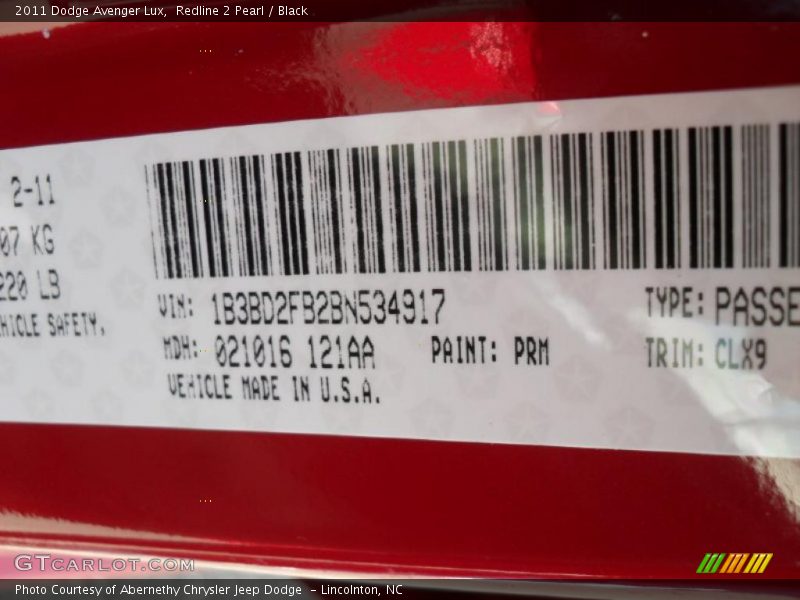 2011 Dodge Avenger Lux, Redline 2 Pearl / Black
2-11
07 KG
220 LB
HICLE SAFETY.
VIN: 1B3BD2FB2BN534917
TYPE: PASSE
MDH: 021016 121AA
PAINT: PRM
TRIM: CLX9
VEHICLE MADE IN U.S.A.
GTCARLOT.COM
Photo Courtesy of Abernethy Chrysler Jeep Dodge - Lincolnton, NC